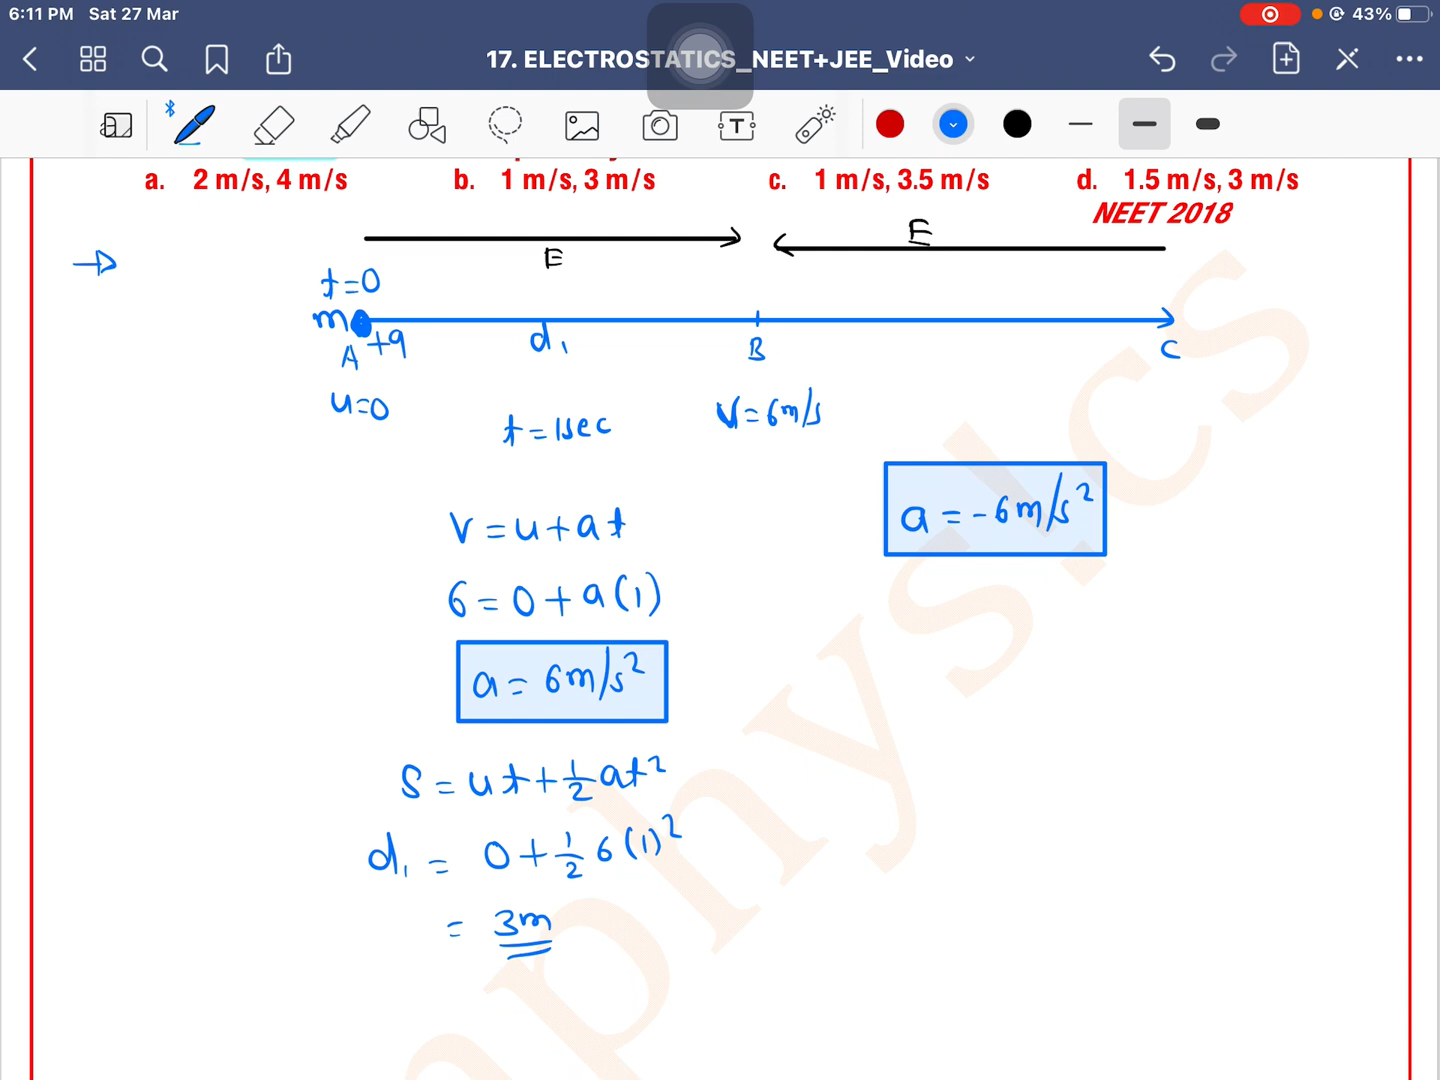 6:11 PM Sat 27 Mar 43%
17. ELECTROSTATICS_NEET+JEE_Video
T
a. 2 m/s, 4 m/s b. 1 m/s, 3 m/s c. 1 m/s, 3.5 m/s d. 1.5 m/s, 3 m/s
NEET 2018
E E
t=0
m +q d₁
A B C
u=0 t=1sec v=6m/s
v=u+at a=-6m/s²
6=0+a(1)
a=6m/s²
s=ut+½at²
d₁=0+½6(1)²
=3m
physics